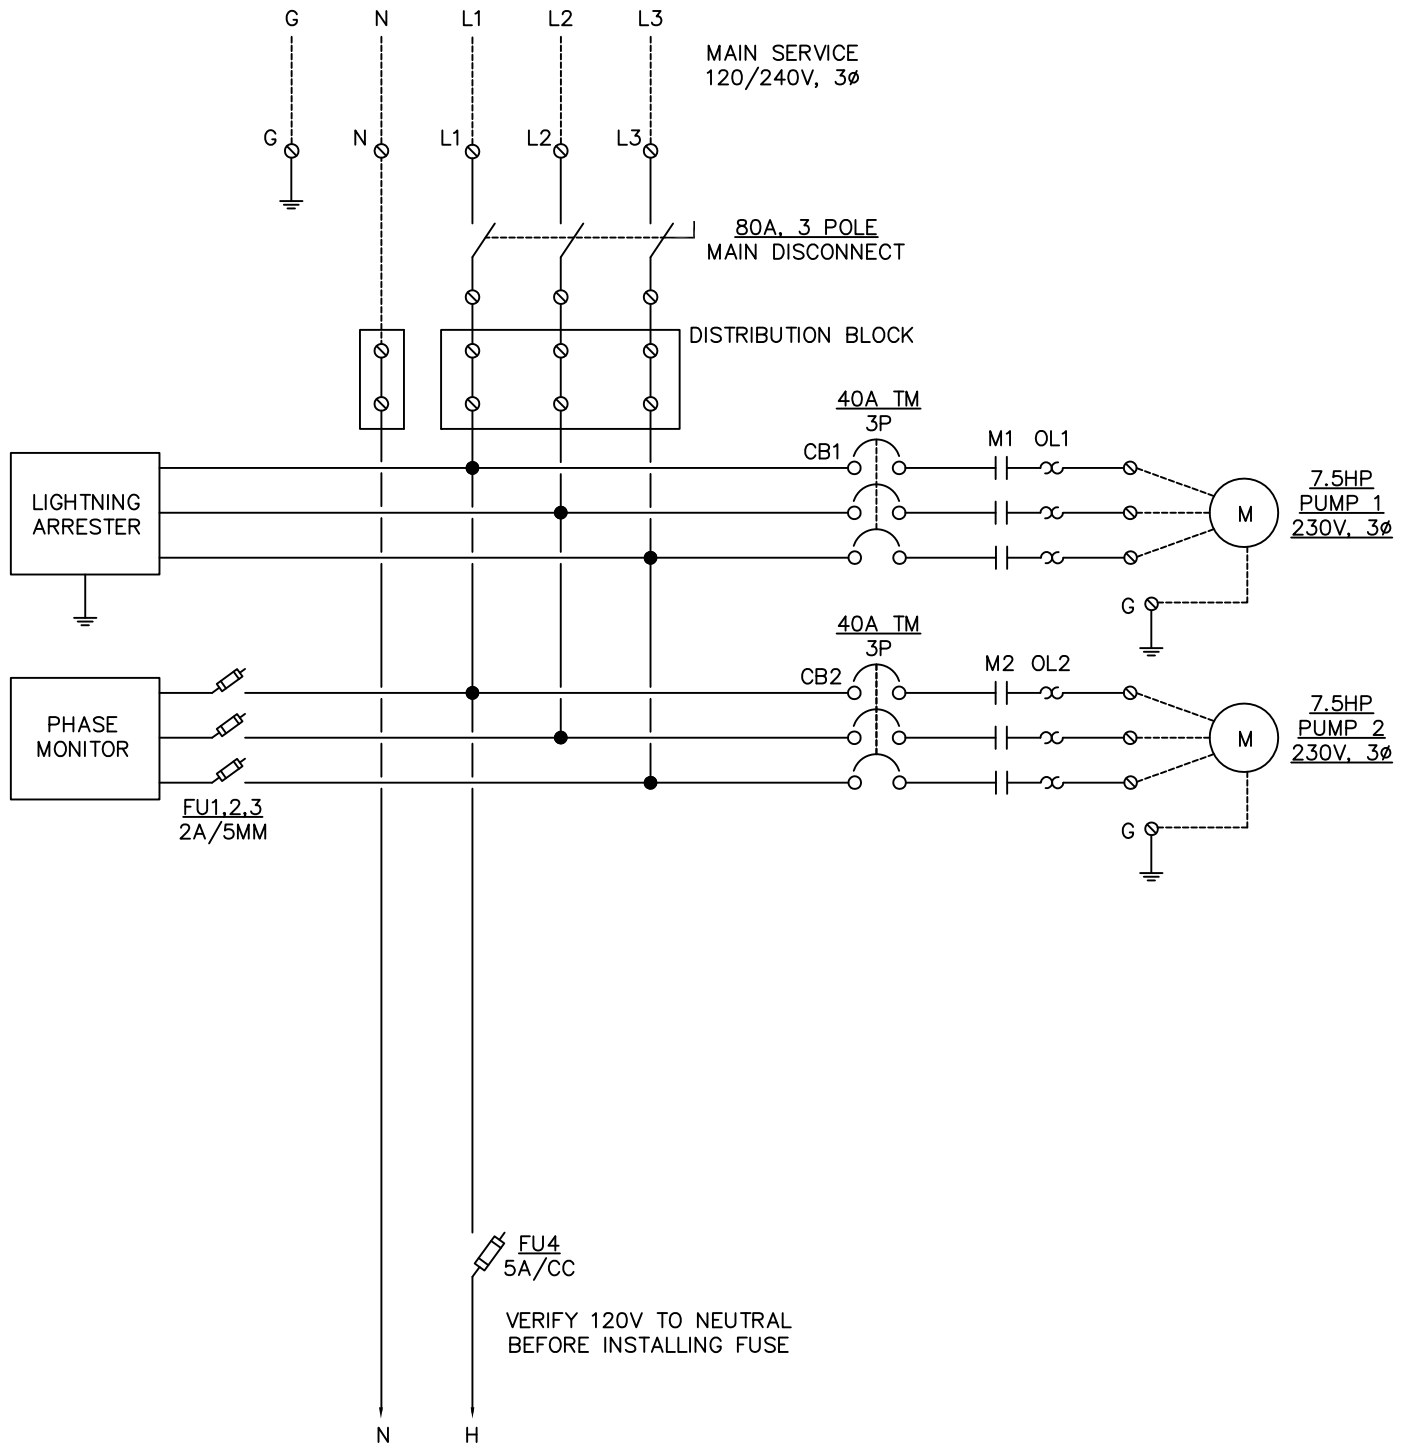 G N L1 L2 L3
MAIN SERVICE
120/240V, 3ø
G N L1 L2 L3
80A, 3 POLE
MAIN DISCONNECT
DISTRIBUTION BLOCK
40A TM
3P
CB1 M1 OL1
LIGHTNING
ARRESTER
7.5HP
PUMP 1
230V, 3ø
M
G
40A TM
3P
CB2 M2 OL2
PHASE
MONITOR
7.5HP
PUMP 2
230V, 3ø
M
FU1,2,3
2A/5MM
G
FU4
5A/CC
VERIFY 120V TO NEUTRAL
BEFORE INSTALLING FUSE
N H